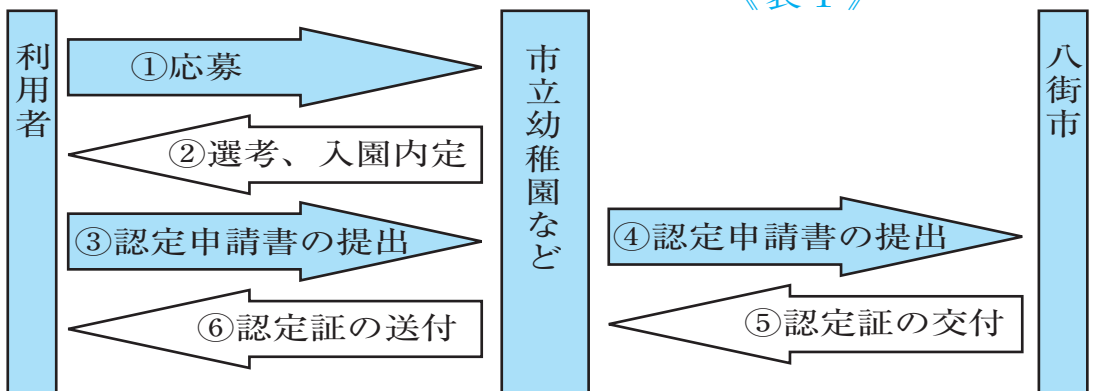 《表1》
利用者
①応募
②選考、入園内定
③認定申請書の提出
⑥認定証の送付
市立幼稚園など
④認定申請書の提出
⑤認定証の交付
八街市